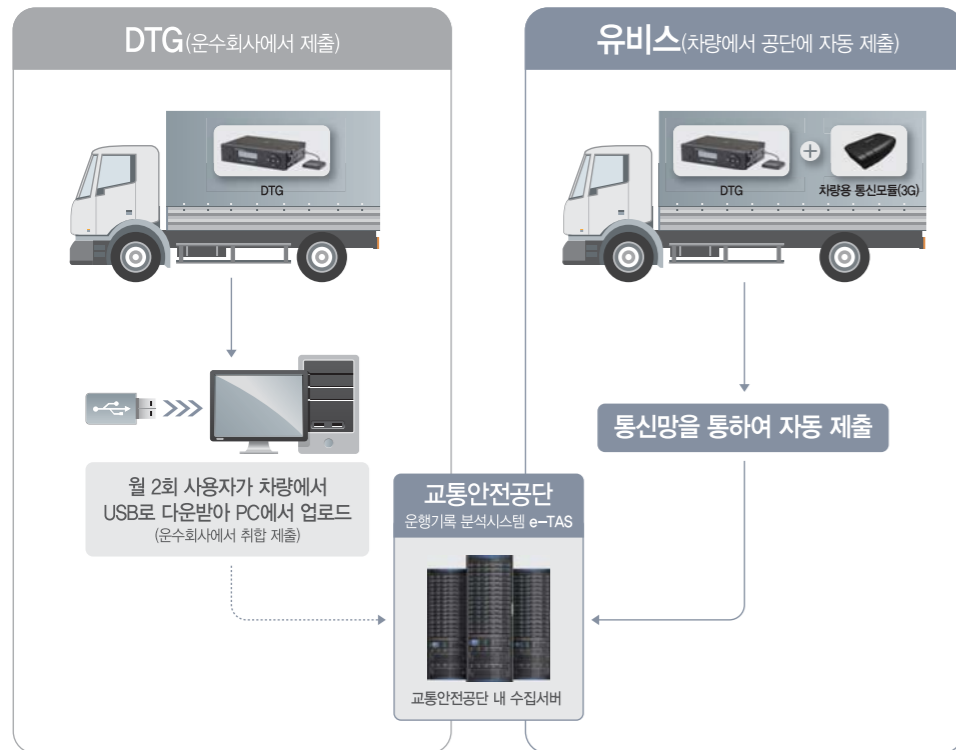 DTG(운수회사에서 제출)
DTG
월 2회 사용자가 차량에서
USB로 다운받아 PC에서 업로드
(운수회사에서 취합 제출)
유비스(차량에서 공단에 자동 제출)
DTG
차량용 통신모듈(3G)
통신망을 통하여 자동 제출
교통안전공단
운행기록 분석시스템 e-TAS
교통안전공단 내 수집서버